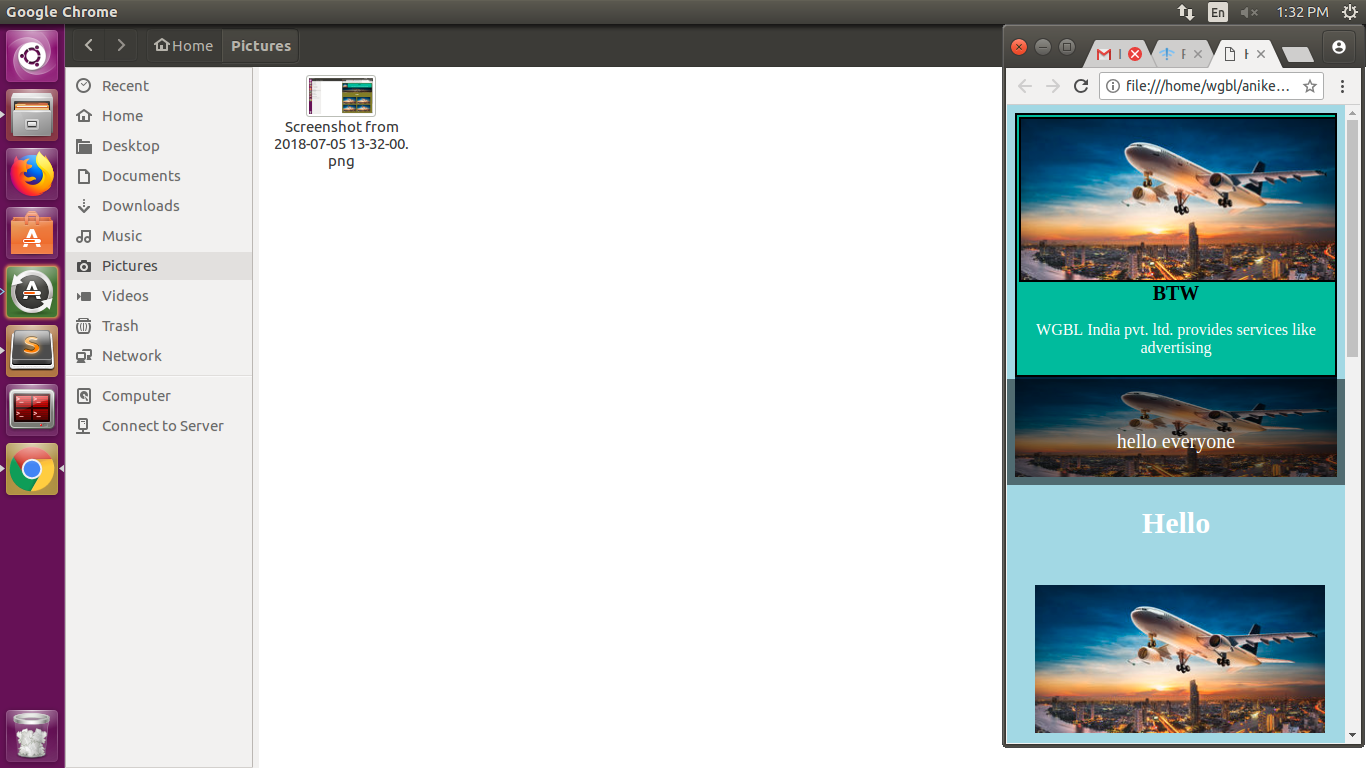 Google Chrome
En
1:32 PM
Home
Pictures
Recent
Home
Desktop
Documents
Downloads
Music
Pictures
Videos
Trash
Network
Computer
Connect to Server
Screenshot from
2018-07-05 13-32-00.
png
file:///home/wgbl/anike...
BTW
WGBL India pvt. ltd. provides services like
advertising
hello everyone
Hello